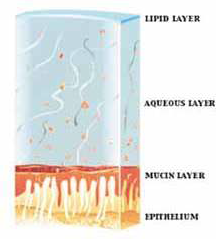 LIPID LAYER
AQUEOUS LAYER
MUCIN LAYER
EPITHELIUM